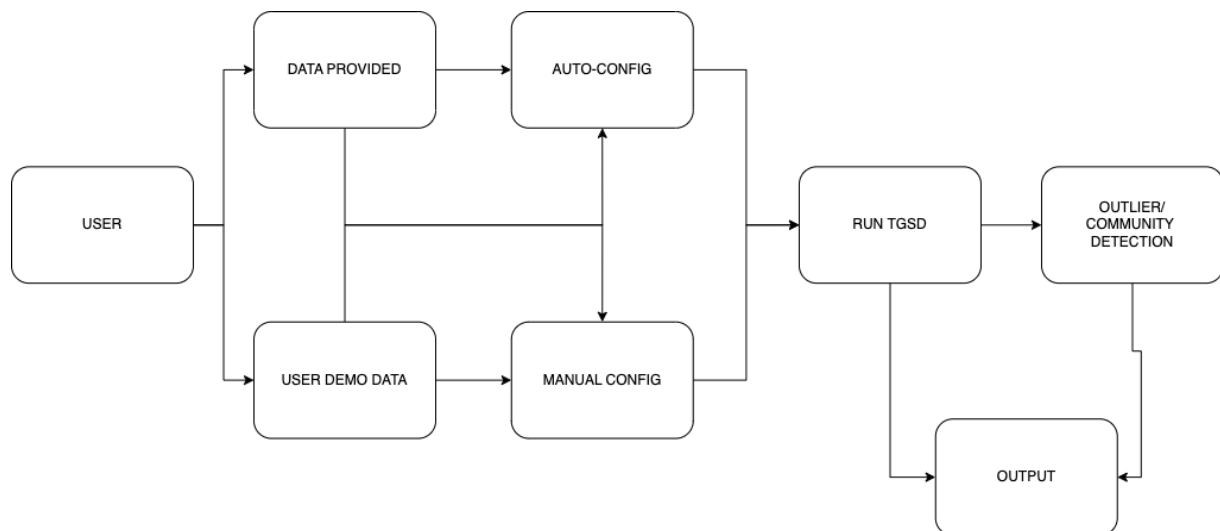 DATA PROVIDED
AUTO-CONFIG
USER
RUN TGSD
OUTLIER/
COMMUNITY
DETECTION
USER DEMO DATA
MANUAL CONFIG
OUTPUT